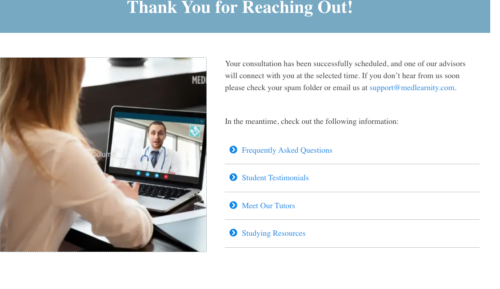 Thank You for Reaching Out!
Your consultation has been successfully scheduled, and one of our advisors
will connect with you at the selected time. If you don't hear from us soon
please check your spam folder or email us at support@medlearnity.com.
In the meantime, check out the following information:
Frequently Asked Questions
Student Testimonials
Meet Our Tutors
Studying Resources
MED